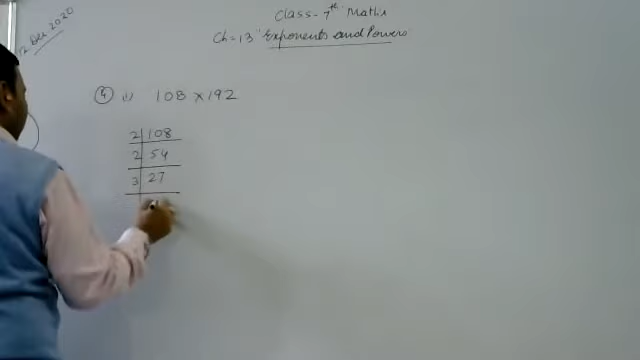 12 Dec 2020
Class - 7th Maths
Ch - 13 "Exponents and Powers"
4 (i) 108 × 192
2 | 108
2 | 54
3 | 27